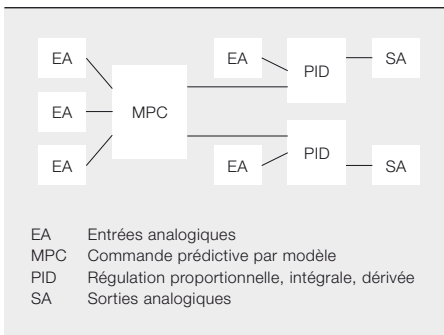 EA EA PID SA
EA MPC
EA EA PID SA
EA Entrées analogiques
MPC Commande prédictive par modèle
PID Régulation proportionnelle, intégrale, dérivée
SA Sorties analogiques